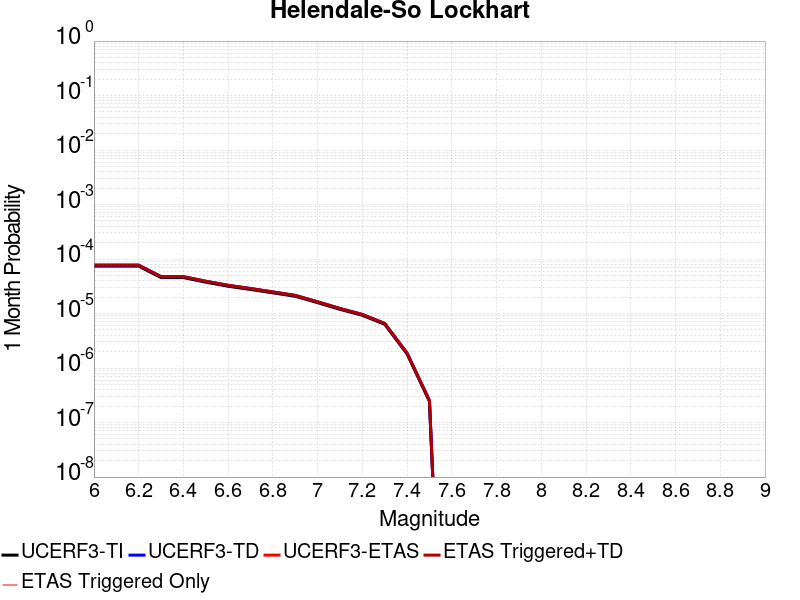 Helendale-So Lockhart
10^0
10^-1
10^-2
10^-3
10^-4
10^-5
10^-6
10^-7
10^-8
1 Month Probability
6 6.2 6.4 6.6 6.8 7 7.2 7.4 7.6 7.8 8 8.2 8.4 8.6 8.8 9
Magnitude
UCERF3-TI UCERF3-TD UCERF3-ETAS ETAS Triggered+TD
ETAS Triggered Only